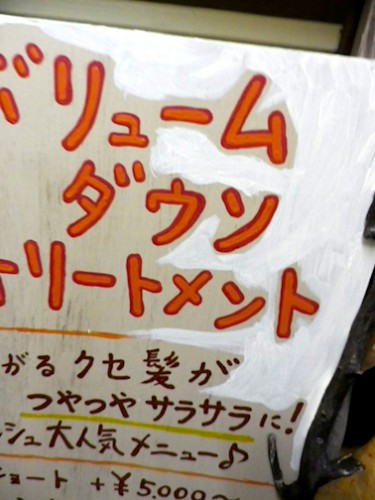 ボリューム
ダウン
トリートメント
がるクセ髪が
つやつやサラサラに!
ッシュ大人気メニュー♪
ショート +¥5,000〜